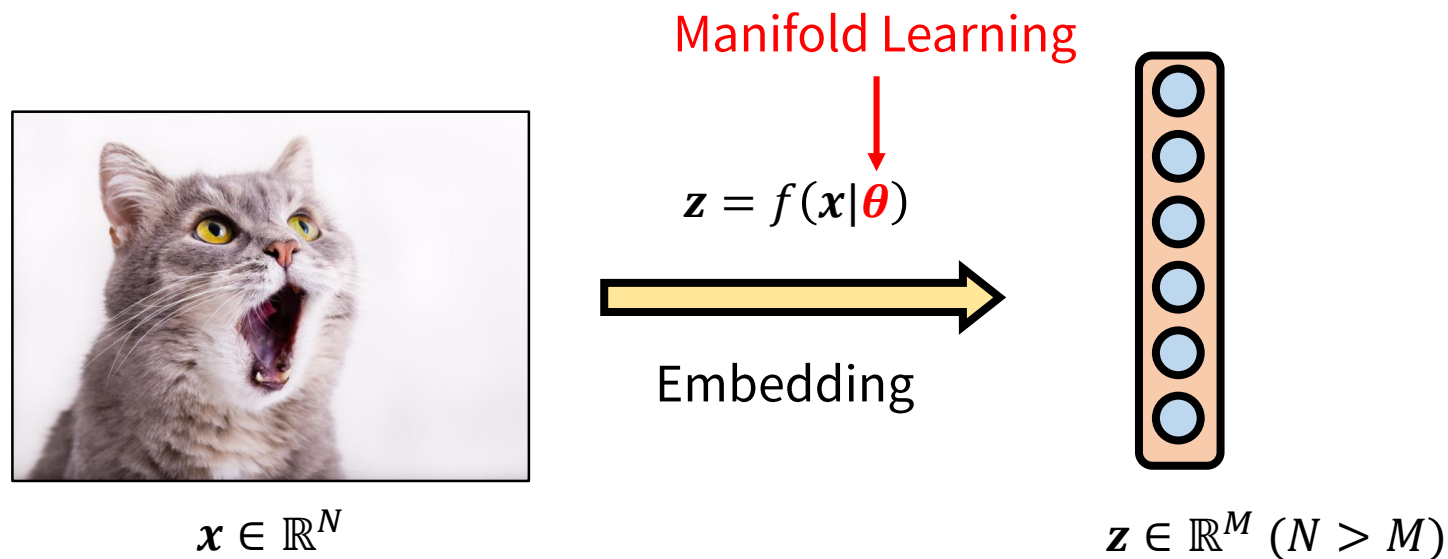 Manifold Learning
z = f(x|θ)
Embedding
x ∈ ℝ^N
z ∈ ℝ^M (N > M)